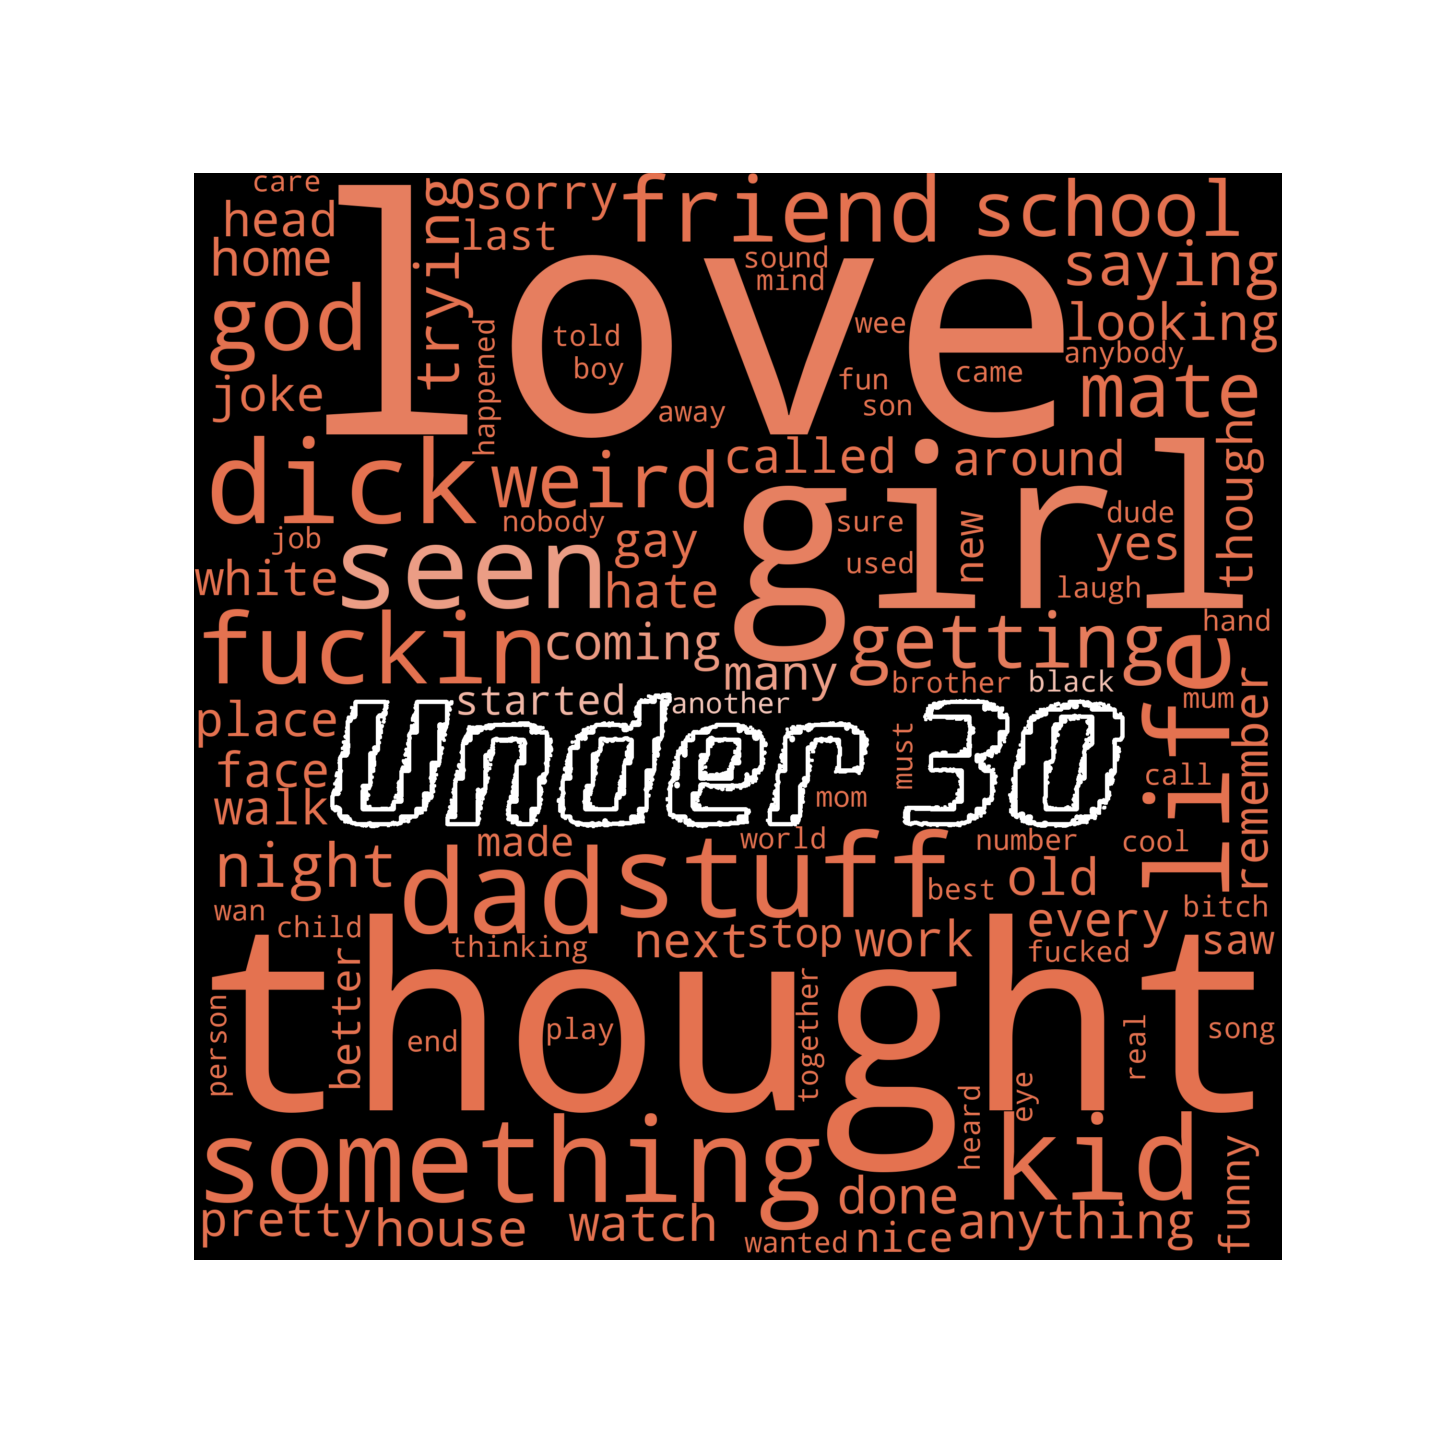 care
head
home
god
joke
trying
sorry
last
friend
school
love
saying
looking
sound
mind
told
boy
happened
away
wee
fun
son
came
anybody
mate
dick
weird
called
around
girl
though
nobody
job
white
seen
gay
hate
sure
used
new
dude
yes
laugh
hand
fuckin
coming
many
getting
brother
black
life
mum
remember
started
another
place
Under 30
must
face
walk
mom
call
made
world
number
cool
night
dad
stuff
best
old
bitch
wan
child
thinking
next
stop
work
every
fucked
saw
thought
person
better
end
play
together
real
song
heard
eye
something
kid
funny
pretty
house
watch
done
wanted
nice
anything